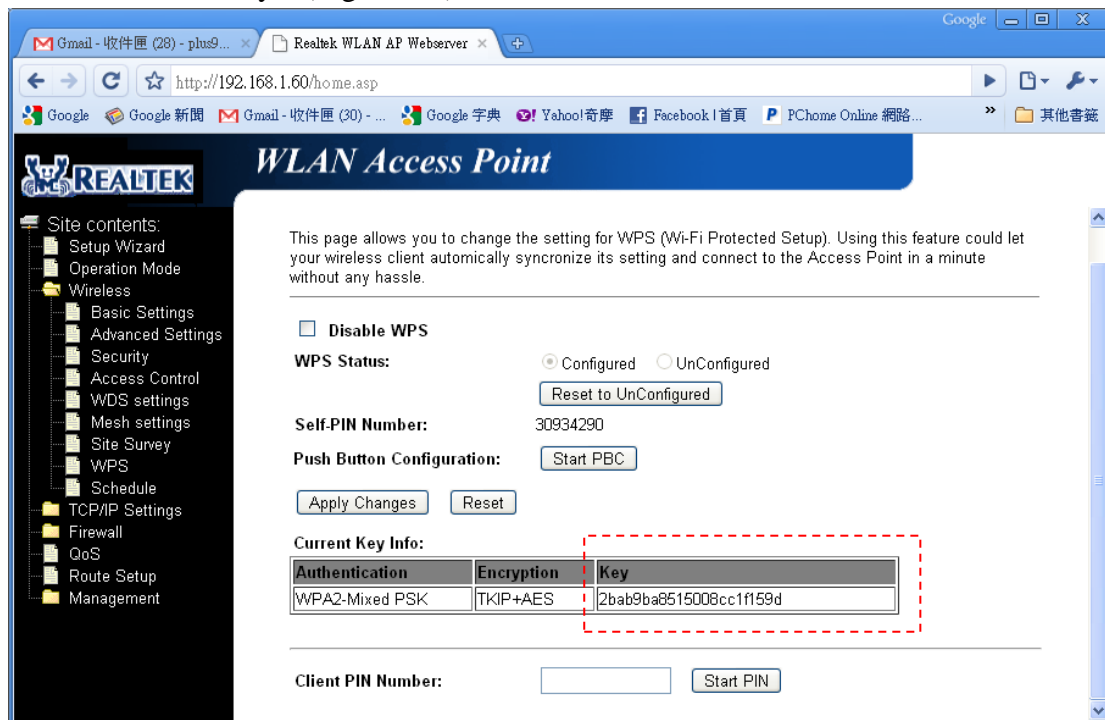 Google
Gmail - 收件匣 (28) - plus9...
Realtek WLAN AP Webserver
http://192.168.1.60/home.asp
Google
Google 新聞
Gmail - 收件匣 (30) - ...
Google 字典
Yahoo!奇摩
Facebook | 首頁
PChome Online 網路...
»
其他書籤
REALTEK
WLAN Access Point
Site contents:
Setup Wizard
Operation Mode
Wireless
Basic Settings
Advanced Settings
Security
Access Control
WDS settings
Mesh settings
Site Survey
WPS
Schedule
TCP/IP Settings
Firewall
QoS
Route Setup
Management
This page allows you to change the setting for WPS (Wi-Fi Protected Setup). Using this feature could let
your wireless client automically syncronize its setting and connect to the Access Point in a minute
without any hassle.
Disable WPS
WPS Status: Configured UnConfigured
Reset to UnConfigured
Self-PIN Number: 30934290
Push Button Configuration: Start PBC
Apply Changes Reset
Current Key Info:
Authentication Encryption Key
WPA2-Mixed PSK TKIP+AES 2bab9ba8515008cc1f159d
Client PIN Number: Start PIN